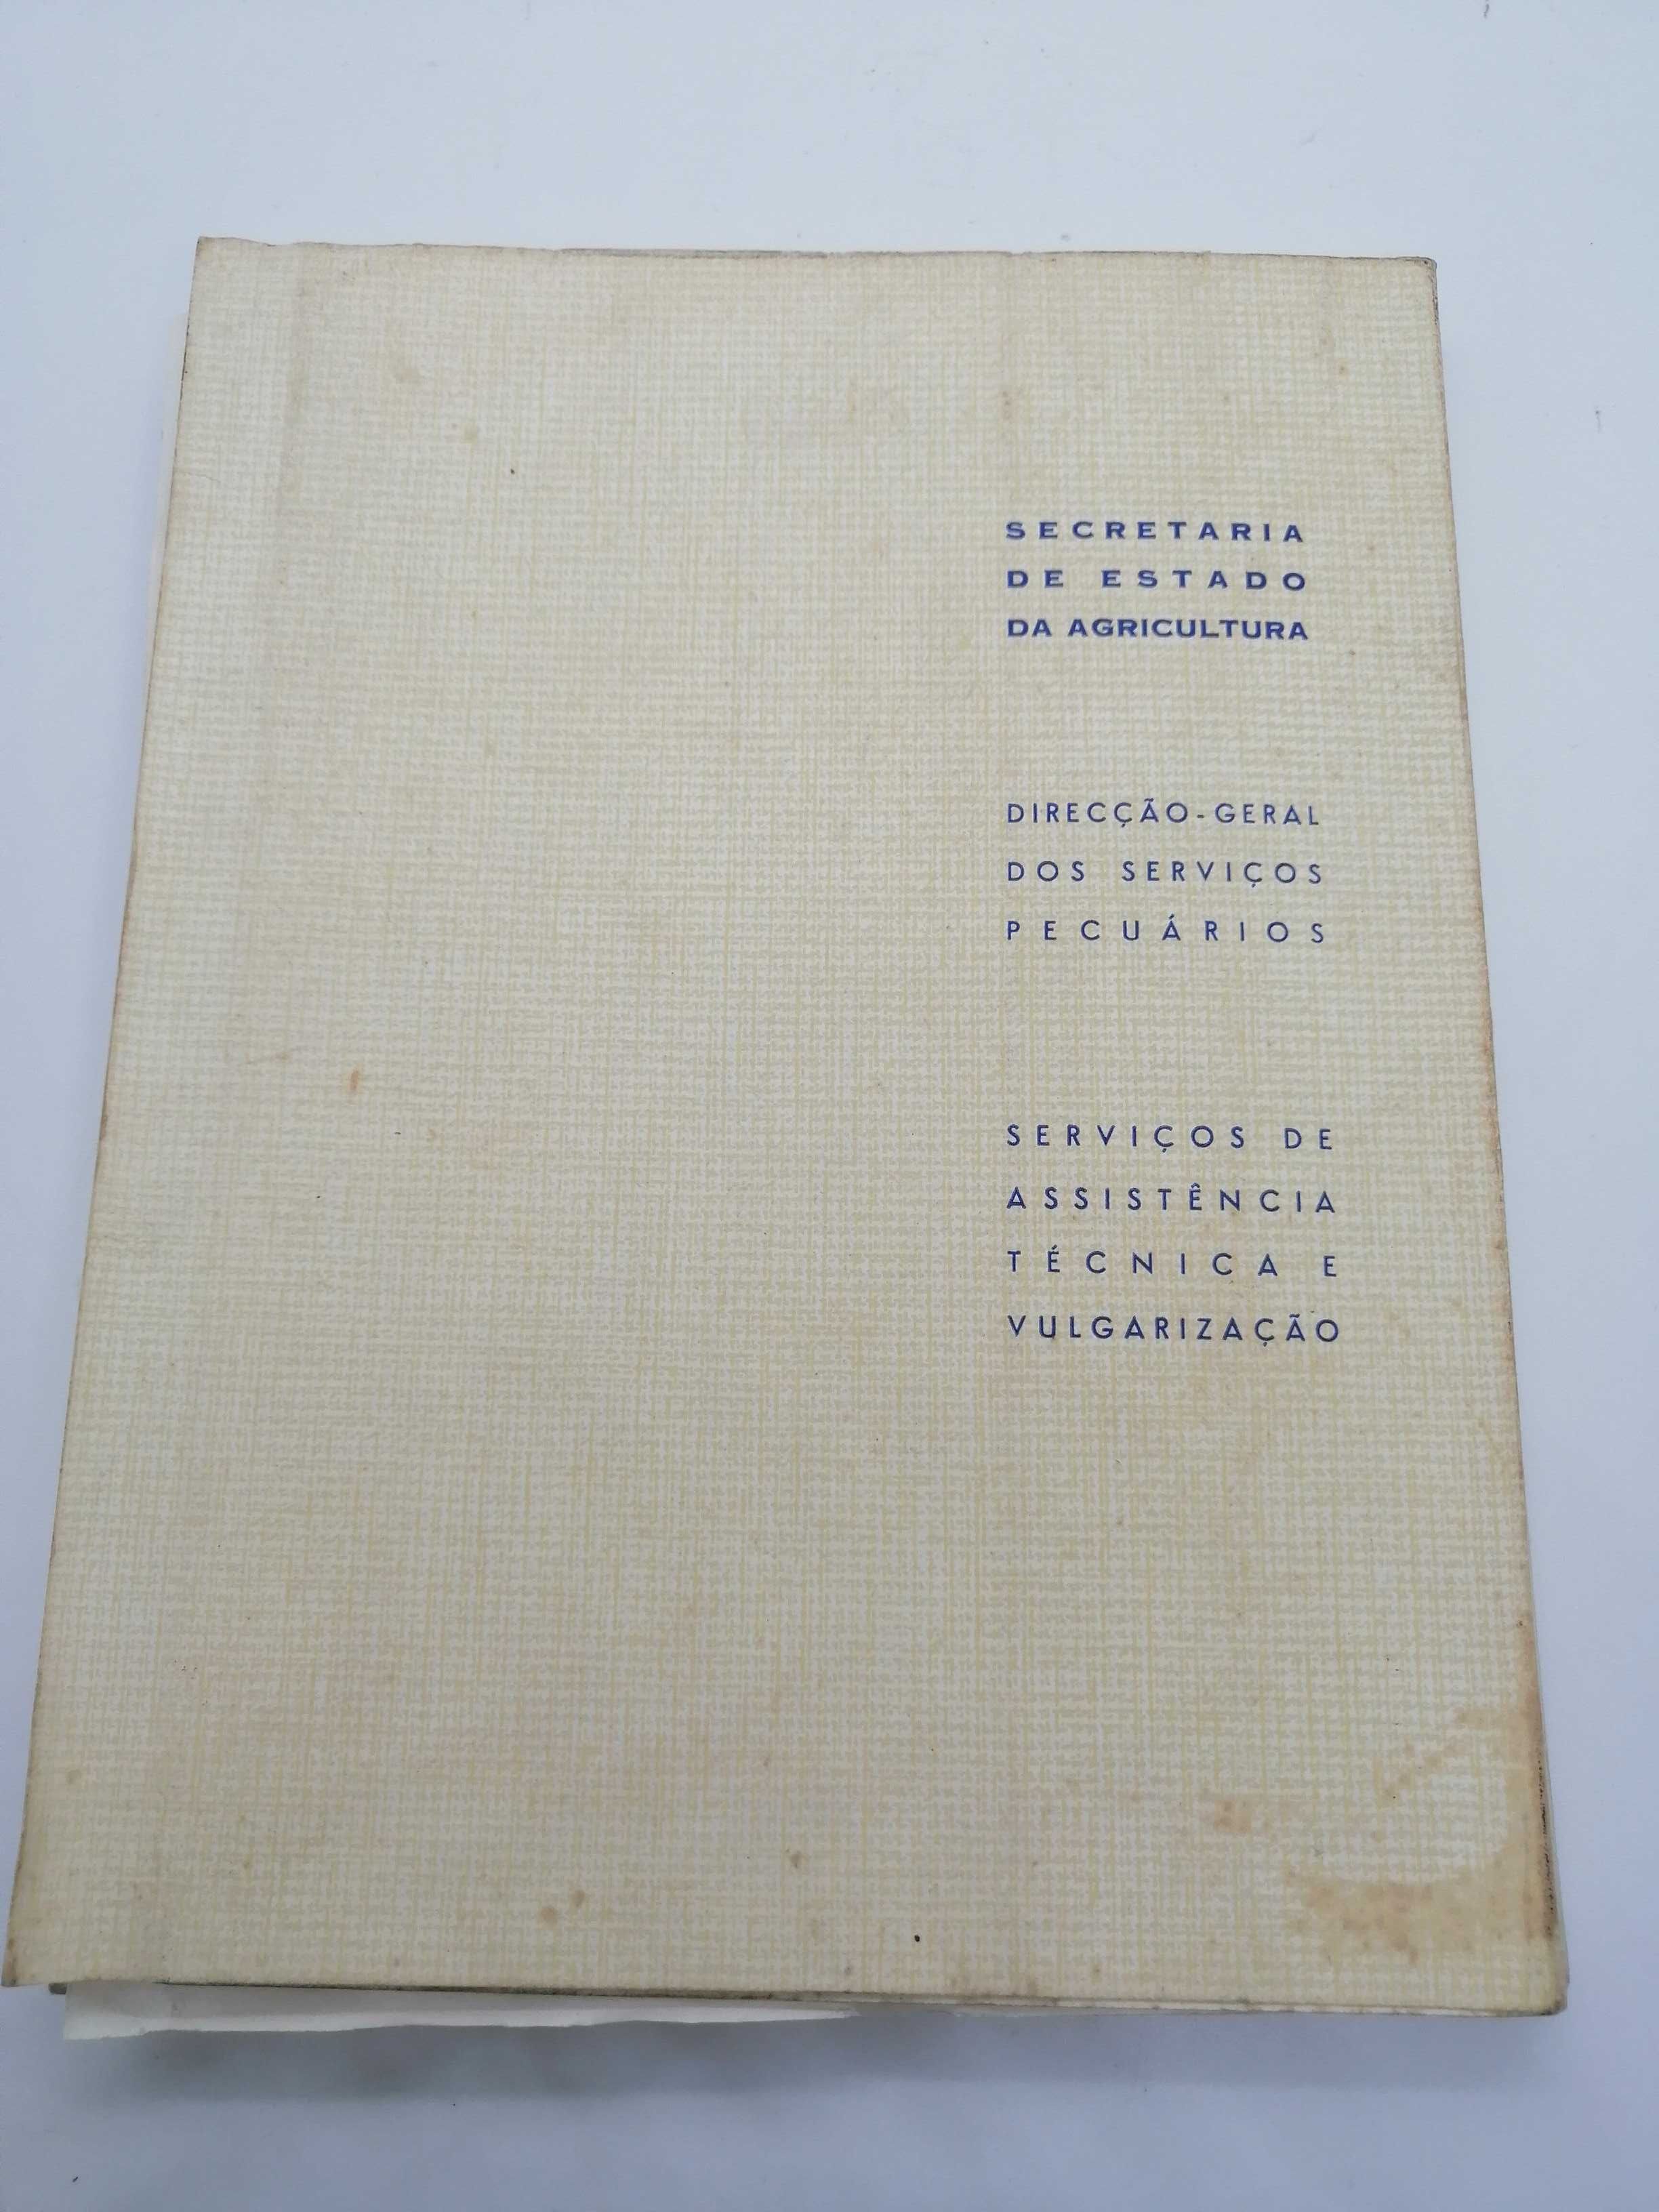 SECRETARIA
DE ESTADO
DA AGRICULTURA
DIRECÇÃO-GERAL
DOS SERVIÇOS
PECUÁRIOS
SERVIÇOS DE
ASSISTÊNCIA
TÉCNICA E
VULGARIZAÇÃO